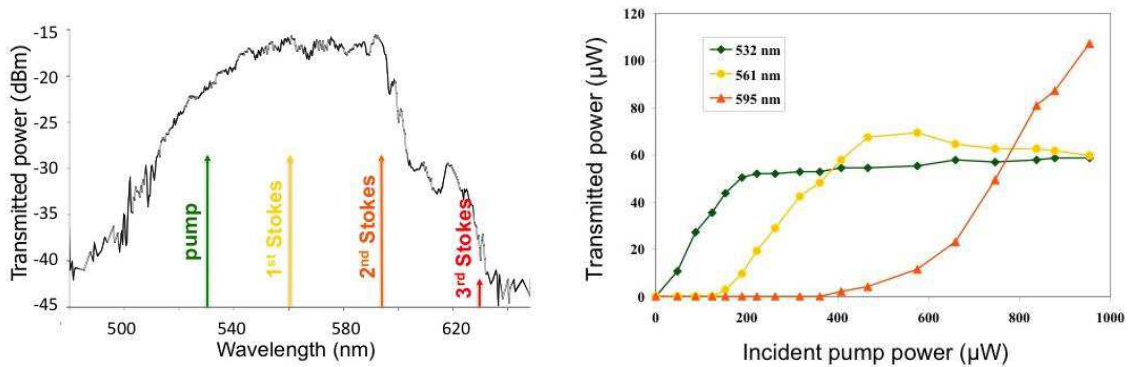 Transmitted power (dBm)
-15
-20
-25
-30
-35
-40
-45
500
540
580
620
Wavelength (nm)
pump
1st Stokes
2nd Stokes
3rd Stokes
Transmitted power (µW)
120
100
80
60
40
20
0
0
200
400
600
800
1000
Incident pump power (µW)
532 nm
561 nm
595 nm